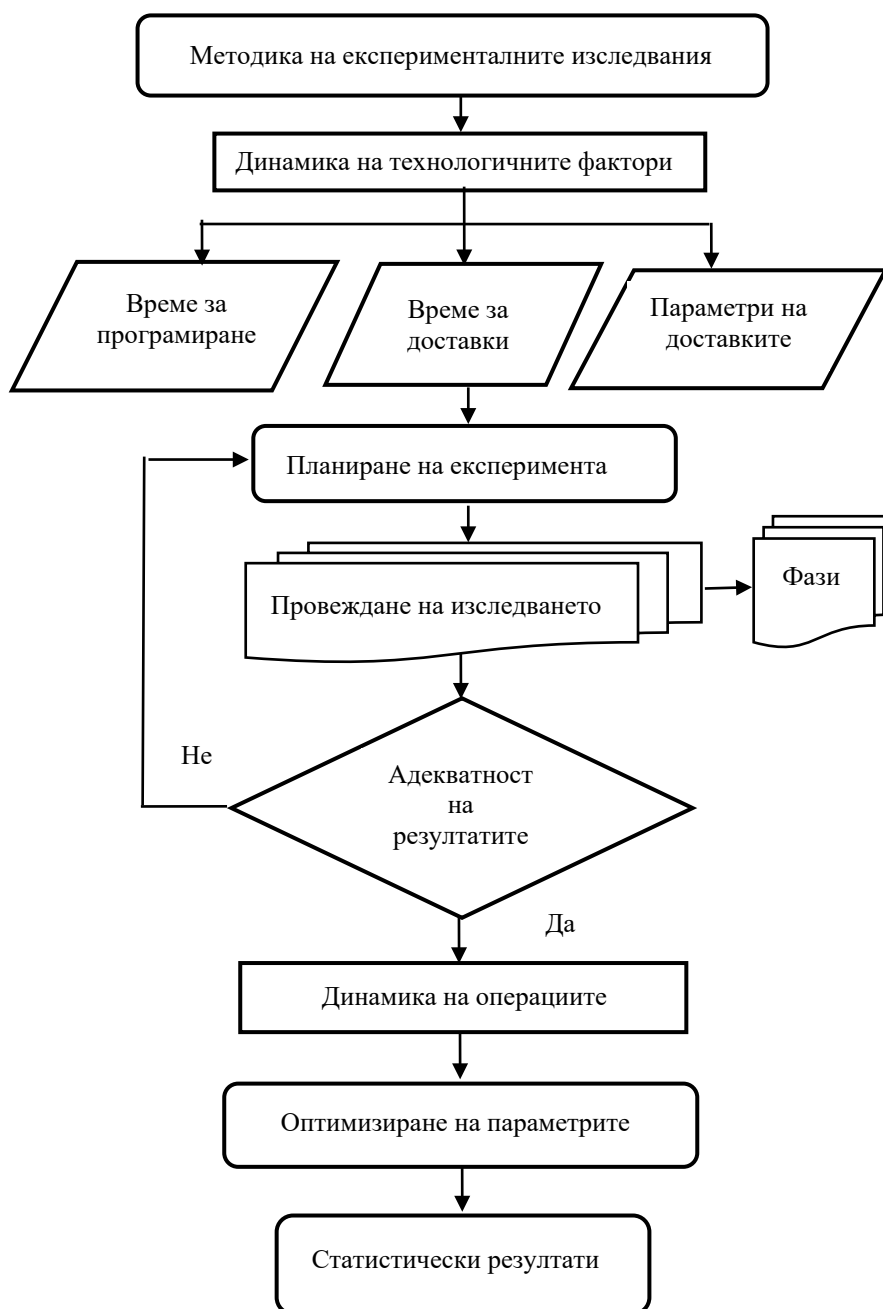 Методика на експерименталните изследвания
Динамика на технологичните фактори
Време за
програмиране
Време за
доставки
Параметри на
доставките
Планиране на експеримента
Провеждане на изследването
Фази
Не
Адекватност
на
резултатите
Да
Динамика на операциите
Оптимизиране на параметрите
Статистически резултати